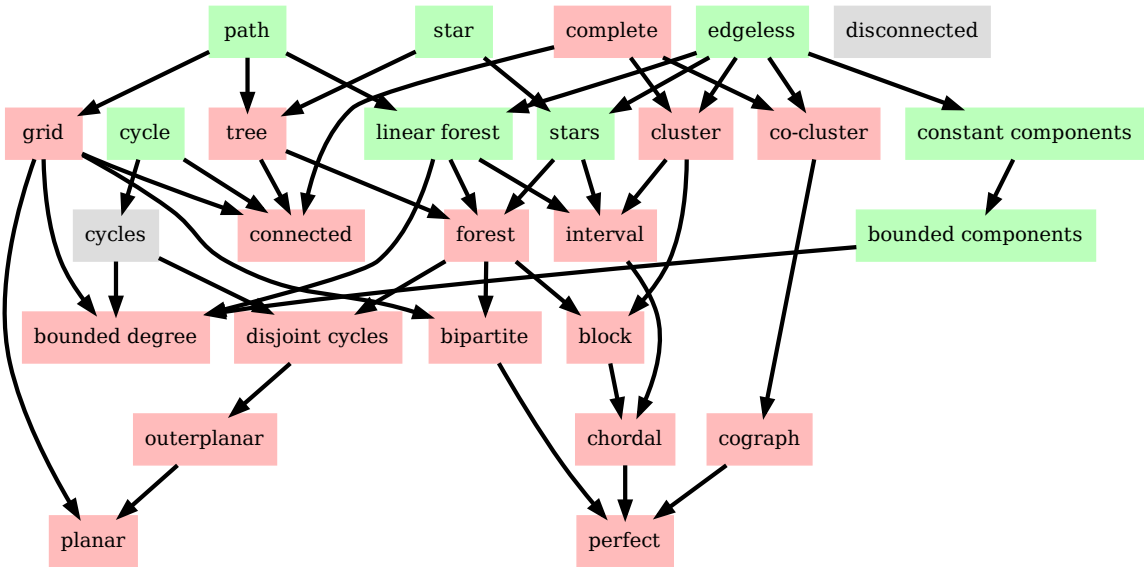 path
star
complete
edgeless
disconnected
grid
cycle
tree
linear forest
stars
cluster
co-cluster
constant components
cycles
connected
forest
interval
bounded components
bounded degree
disjoint cycles
bipartite
block
outerplanar
chordal
cograph
planar
perfect